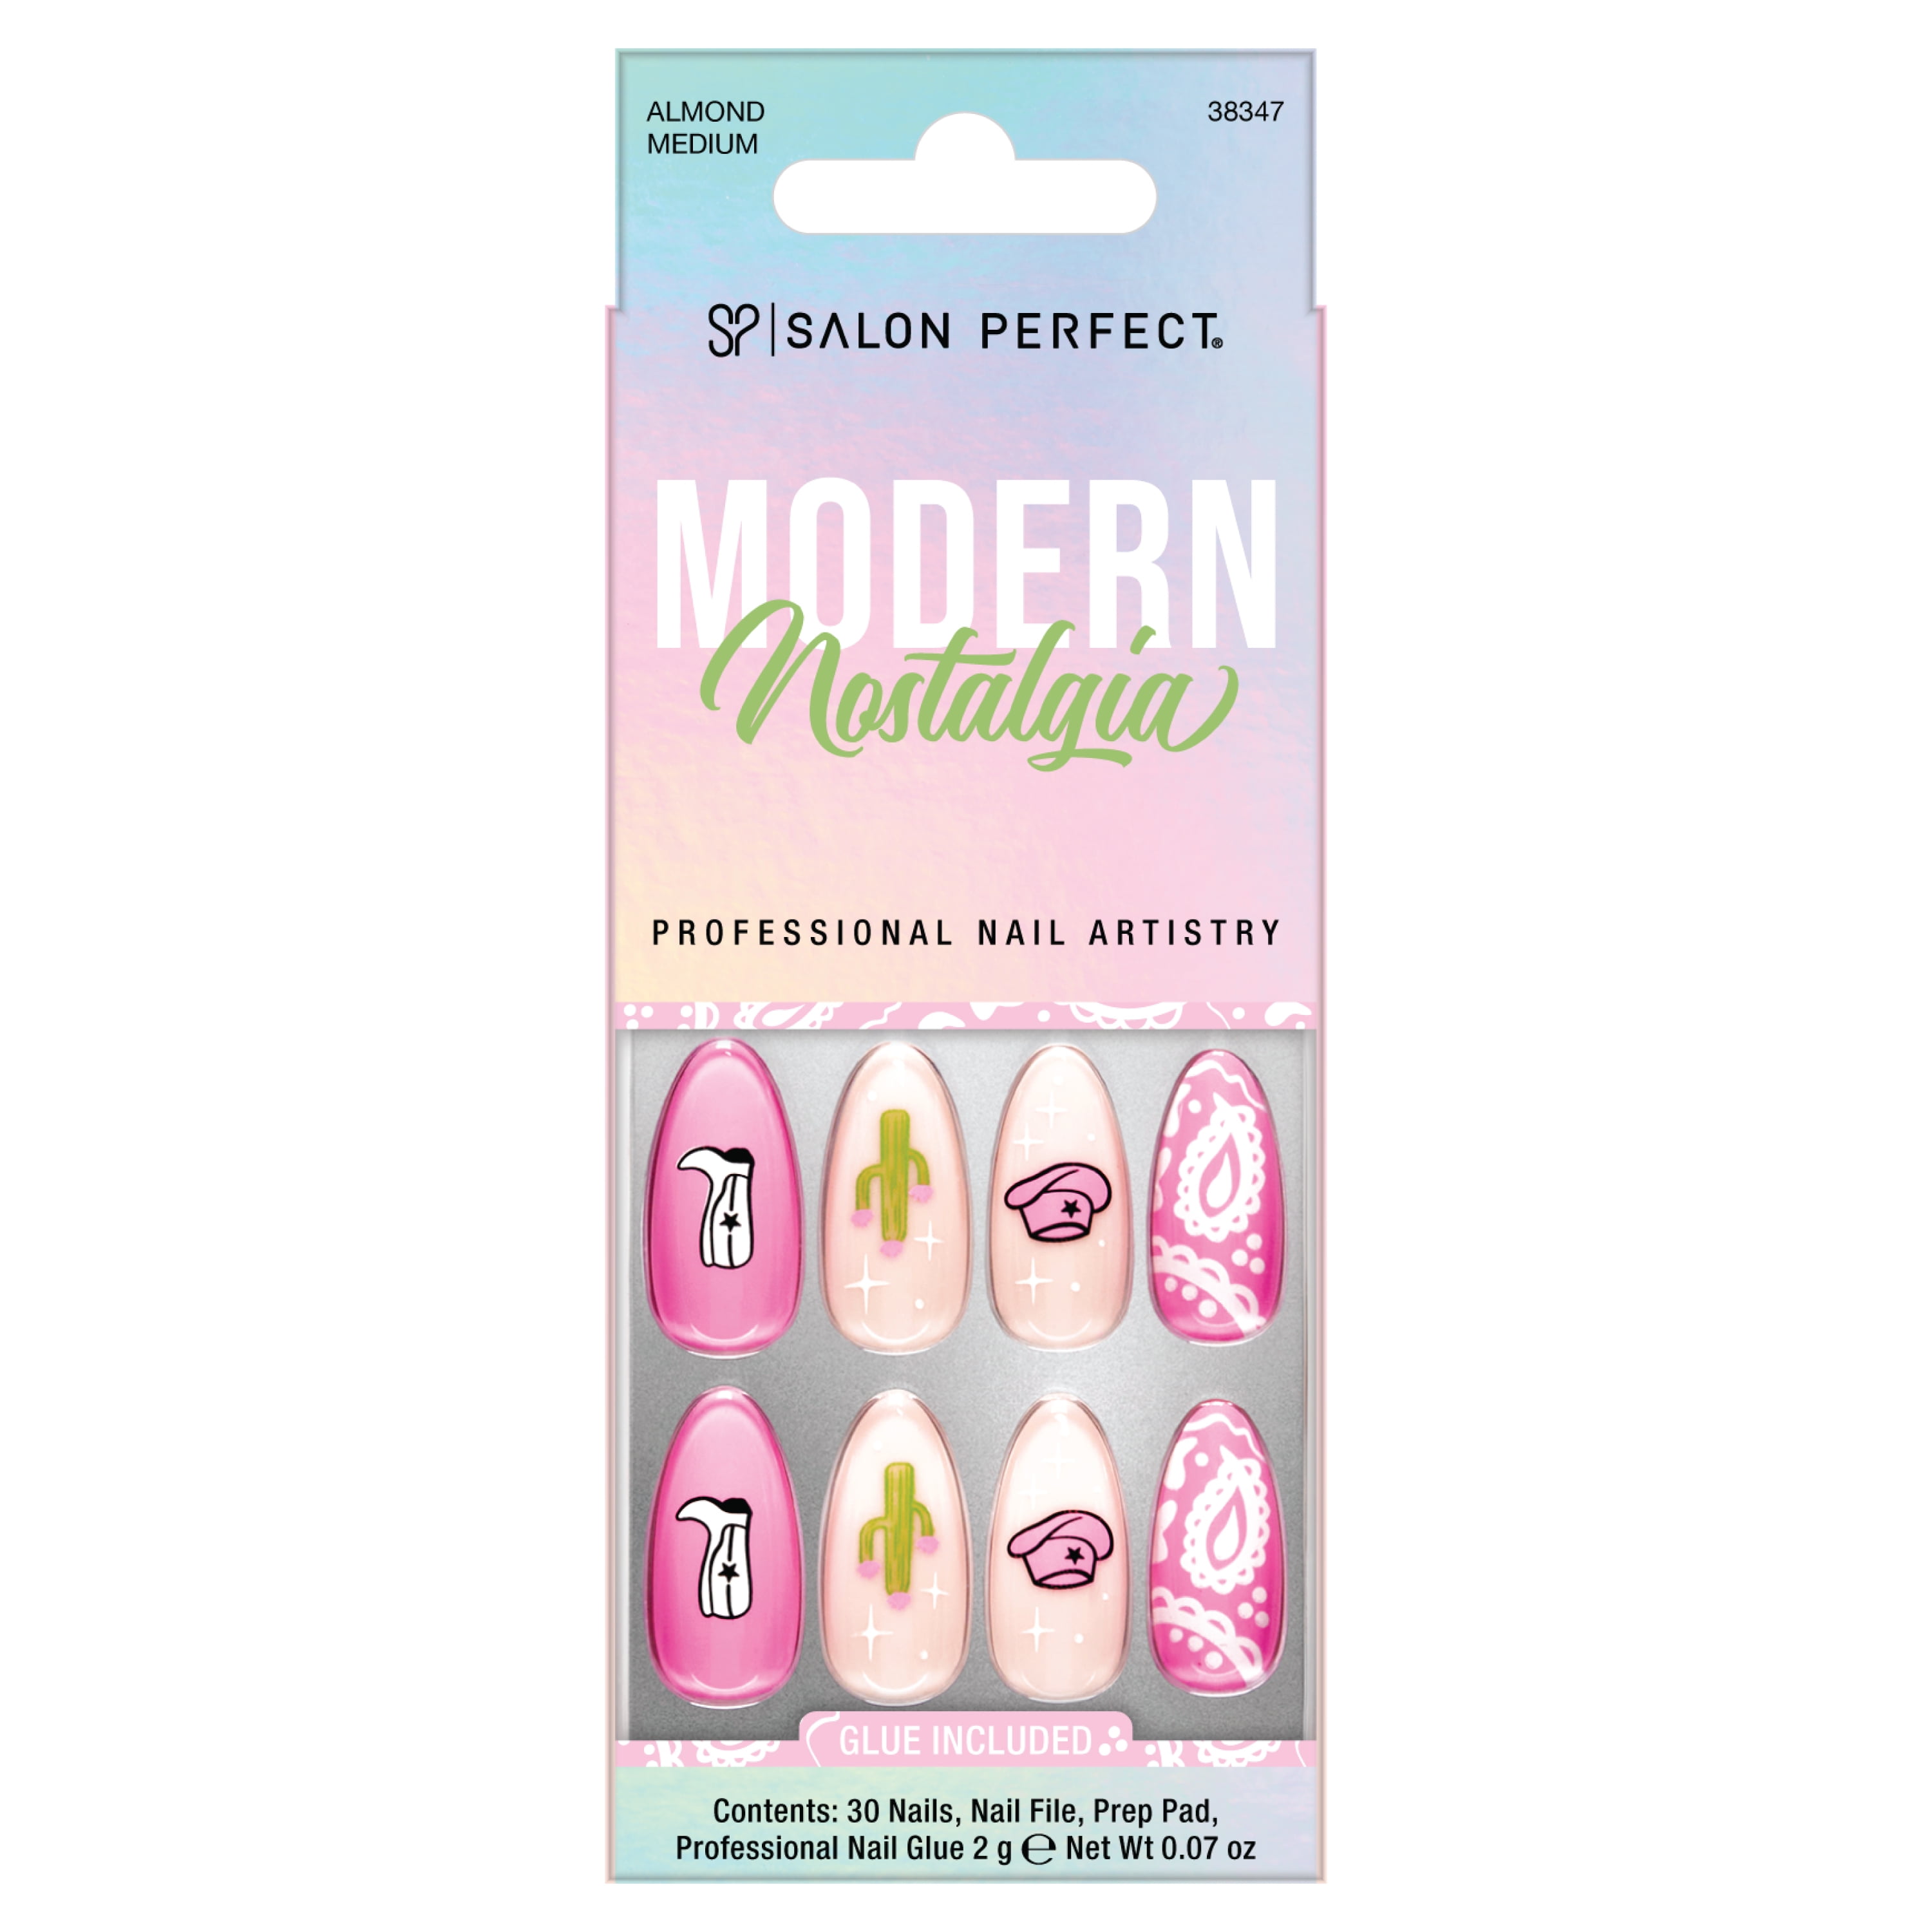 ALMOND
MEDIUM
38347
SP | SALON PERFECT®
MODERN
Nostalgia
PROFESSIONAL NAIL ARTISTRY
GLUE INCLUDED
Contents: 30 Nails, Nail File, Prep Pad,
Professional Nail Glue 2 g ℮ Net Wt 0.07 oz